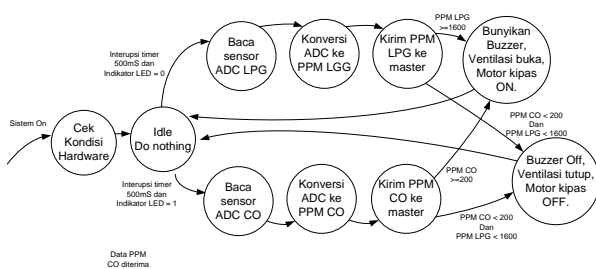 Sistem On
Cek
Kondisi
Hardware
Idle
Do nothing
Interupsi timer
500mS dan
Indikator LED = 0
Baca
sensor
ADC LPG
Konversi
ADC ke
PPM LGG
Kirim PPM
LPG ke
master
PPM LPG
>=1600
Bunyikan
Buzzer,
Ventilasi buka,
Motor kipas
ON.
PPM CO < 200
Dan
PPM LPG < 1600
Interupsi timer
500mS dan
Indikator LED = 1
Baca
sensor
ADC CO
Konversi
ADC ke
PPM CO
Kirim PPM
CO ke
master
PPM CO
>=200
Buzzer Off,
Ventilasi tutup,
Motor kipas
OFF.
PPM CO < 200
Dan
PPM LPG < 1600
Data PPM
CO diterima